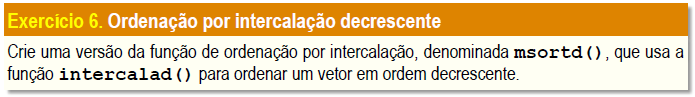 Exercício 6. Ordenação por intercalação decrescente
Crie uma versão da função de ordenação por intercalação, denominada msortd(), que usa a
função intercalad() para ordenar um vetor em ordem decrescente.